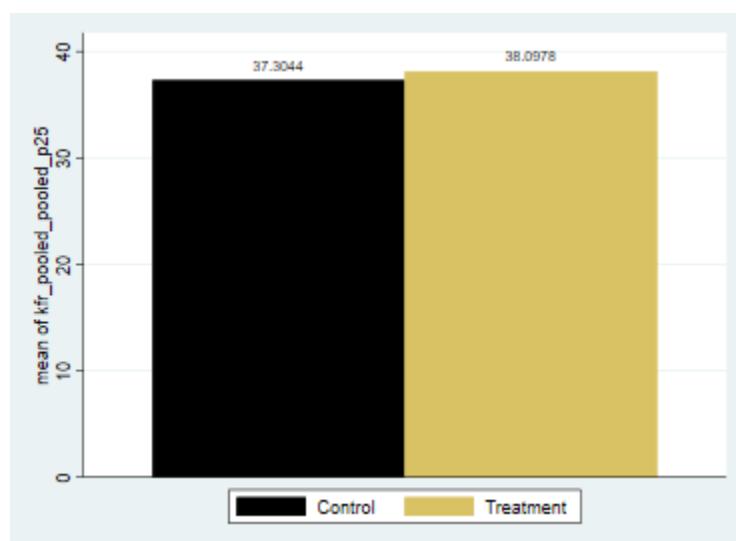 mean of kfr_pooled_pooled_p25
40
30
20
10
0
37.3044
38.0978
Control
Treatment